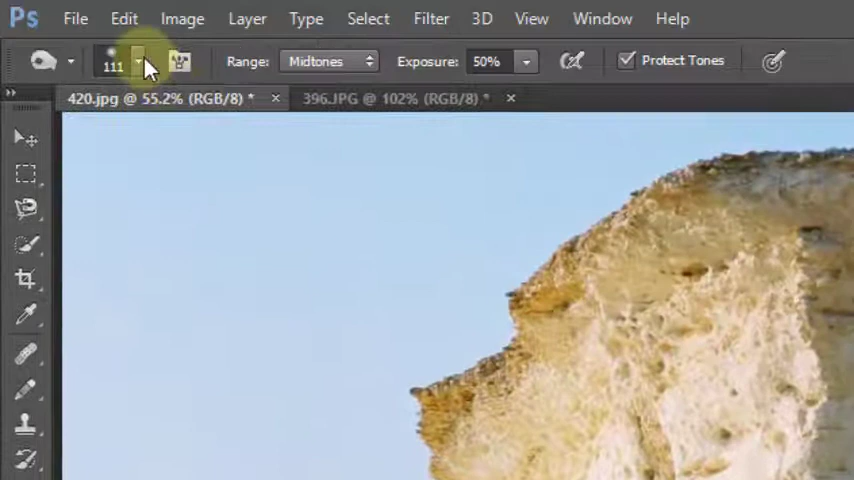 Ps File Edit Image Layer Type Select Filter 3D View Window Help
111 Range: Midtones Exposure: 50% Protect Tones
420.jpg @ 55.2% (RGB/8) * × 396.JPG @ 102% (RGB/8) * ×